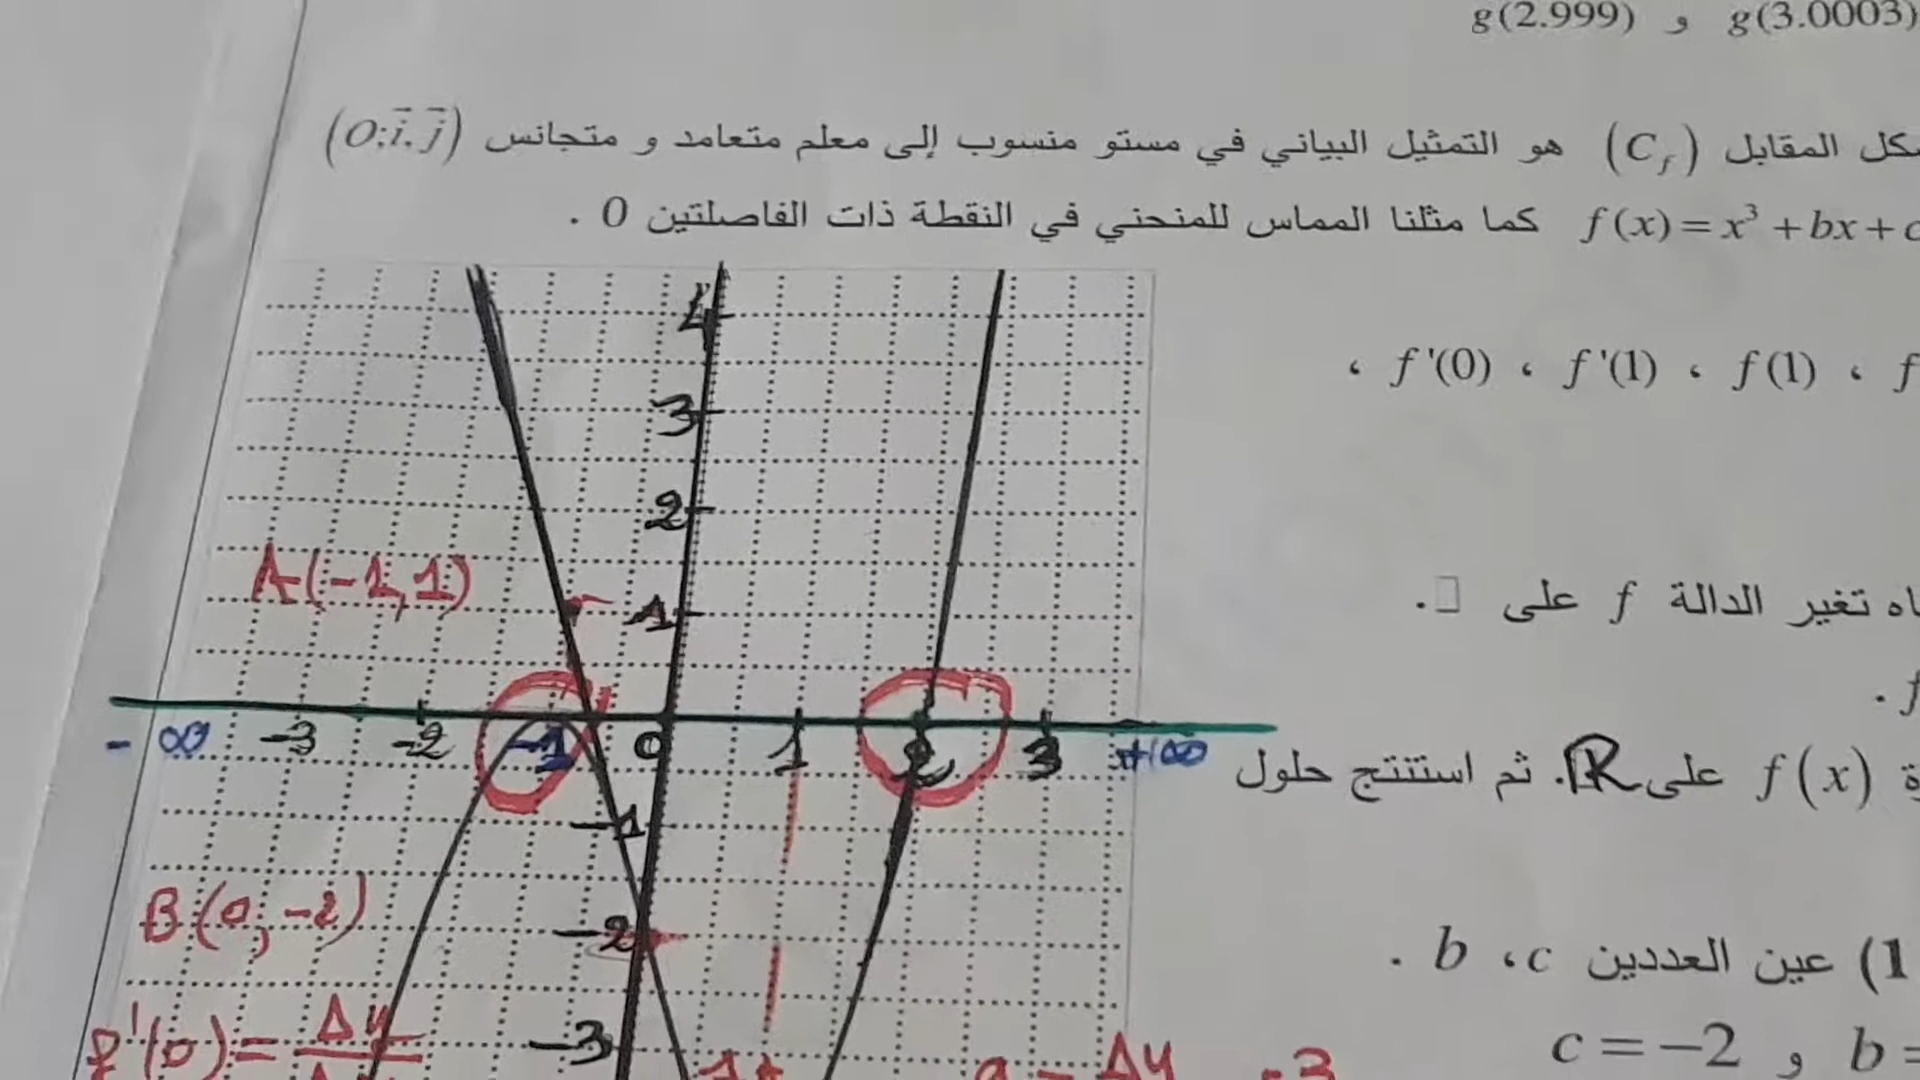 g(2.999) و g(3.0003)
المقابل (C_f) هو التمثيل البياني في مستو منسوب إلى معلم متعامد و متجانس (O;i,j)
f(x)=x³+bx+c كما مثلنا المماس للمنحني في النقطة ذات الفاصلتين 0 .
f ، f(1) ، f'(1) ، f'(0) ،
4
3
2
A(-1,1)
1
تغير الدالة f على □.
f .
-∞ -3 -2 -1 0 1 2 3 +∞
f(x) على R. ثم استنتج حلول
-1
B(0,-2)
-2
1) عين العددين b ،c .
f'(0)=Δy
-3
Δy
-3
b= و c=-2